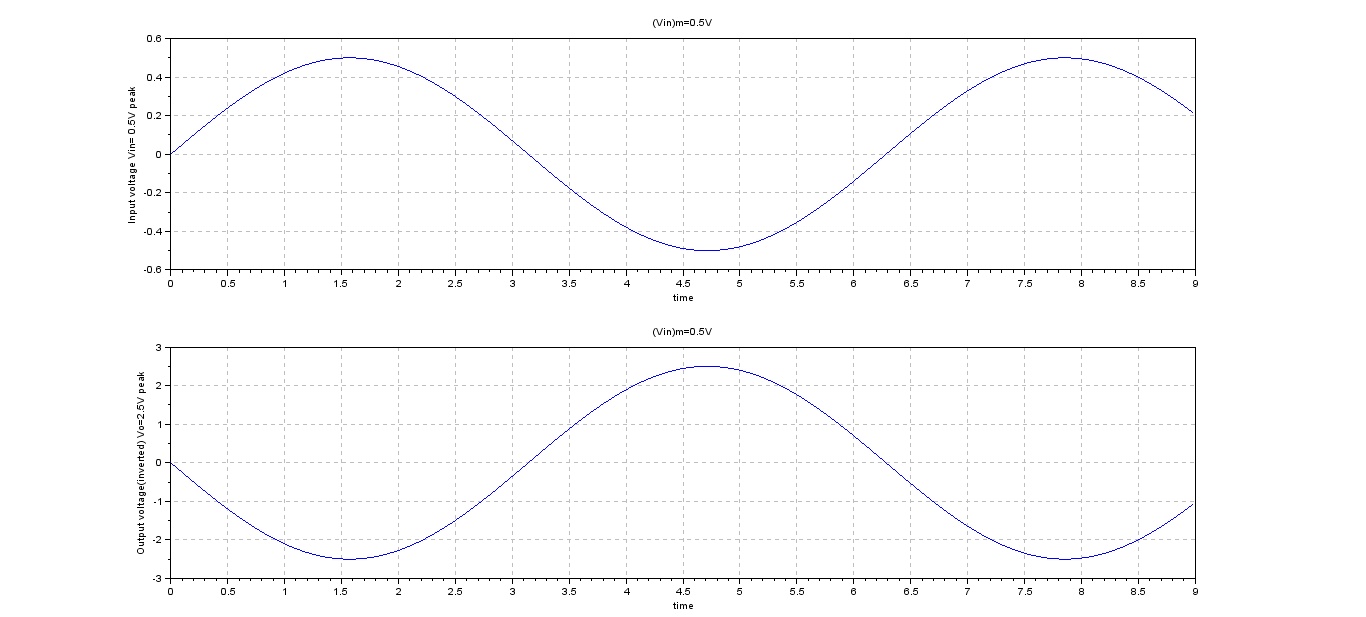 (Vin)m=0.5V
Input voltage Vin= 0.5V peak
0.6
0.4
0.2
0
-0.2
-0.4
-0.6
0 0.5 1 1.5 2 2.5 3 3.5 4 4.5 5 5.5 6 6.5 7 7.5 8 8.5 9
time
(Vin)m=0.5V
Output voltage(inverted) Vo=2.5V peak
3
2
1
0
-1
-2
-3
0 0.5 1 1.5 2 2.5 3 3.5 4 4.5 5 5.5 6 6.5 7 7.5 8 8.5 9
time